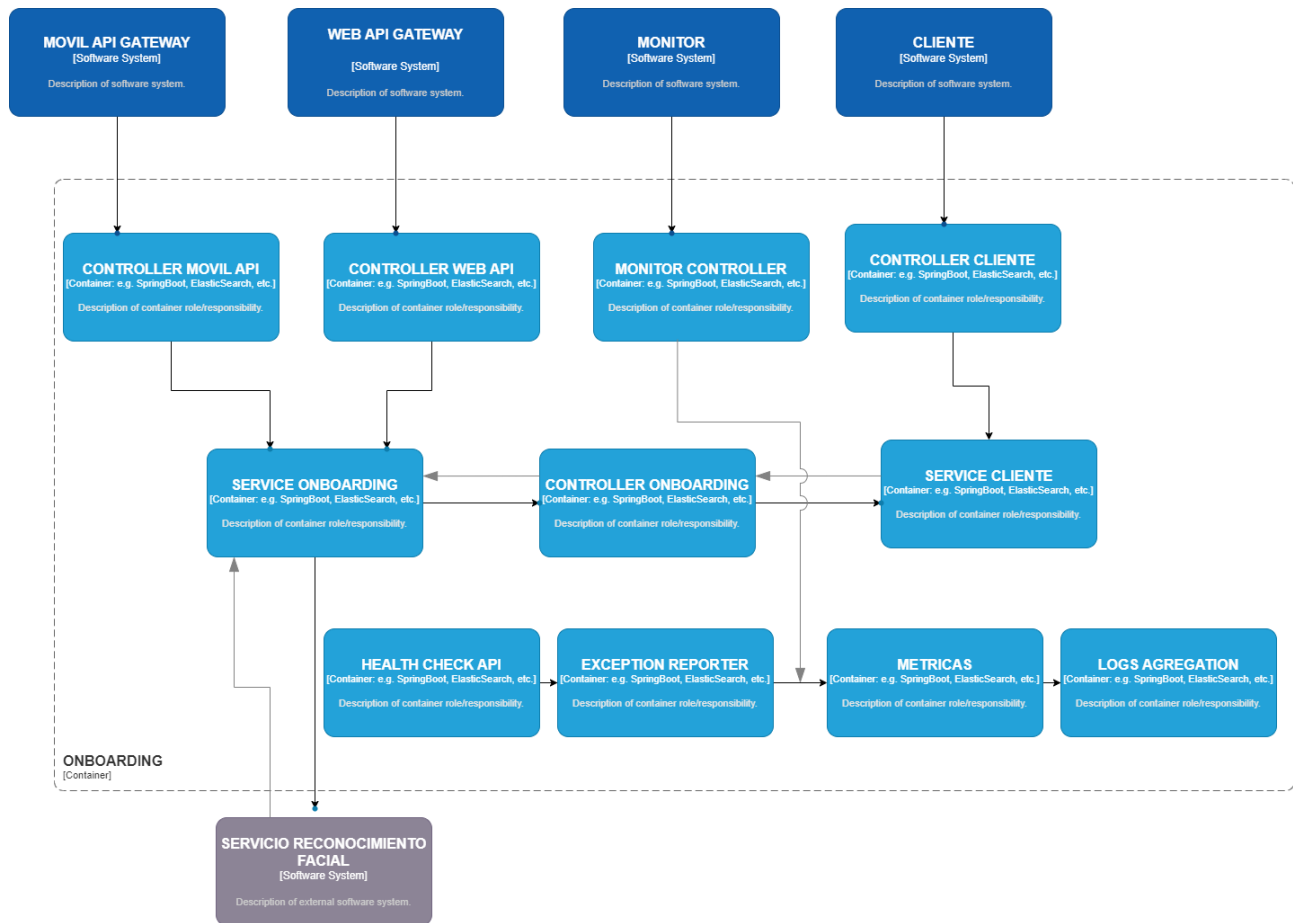 MOVIL API GATEWAY
[Software System]
Description of software system.
WEB API GATEWAY
[Software System]
Description of software system.
MONITOR
[Software System]
Description of software system.
CLIENTE
[Software System]
Description of software system.
CONTROLLER MOVIL API
[Container: e.g. SpringBoot, ElasticSearch, etc.]
Description of container role/responsibility.
CONTROLLER WEB API
[Container: e.g. SpringBoot, ElasticSearch, etc.]
Description of container role/responsibility.
MONITOR CONTROLLER
[Container: e.g. SpringBoot, ElasticSearch, etc.]
Description of container role/responsibility.
CONTROLLER CLIENTE
[Container: e.g. SpringBoot, ElasticSearch, etc.]
Description of container role/responsibility.
SERVICE ONBOARDING
[Container: e.g. SpringBoot, ElasticSearch, etc.]
Description of container role/responsibility.
CONTROLLER ONBOARDING
[Container: e.g. SpringBoot, ElasticSearch, etc.]
Description of container role/responsibility.
SERVICE CLIENTE
[Container: e.g. SpringBoot, ElasticSearch, etc.]
Description of container role/responsibility.
HEALTH CHECK API
[Container: e.g. SpringBoot, ElasticSearch, etc.]
Description of container role/responsibility.
EXCEPTION REPORTER
[Container: e.g. SpringBoot, ElasticSearch, etc.]
Description of container role/responsibility.
METRICAS
[Container: e.g. SpringBoot, ElasticSearch, etc.]
Description of container role/responsibility.
LOGS AGREGATION
[Container: e.g. SpringBoot, ElasticSearch, etc.]
Description of container role/responsibility.
ONBOARDING
[Container]
SERVICIO RECONOCIMIENTO
FACIAL
[Software System]
Description of external software system.